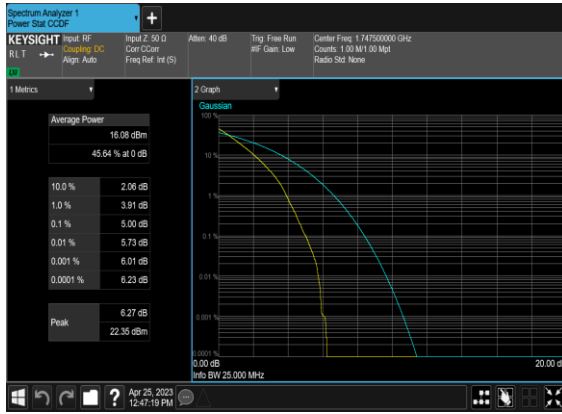 Spectrum Analyzer 1
Power Stat CCDF
+
KEYSIGHT
RLT
LXI
Input: RF
Coupling: DC
Align: Auto
Input Z: 50 Ω
Corr CCorr
Freq Ref: Int (S)
Atten: 40 dB
Trig: Free Run
#IF Gain: Low
Center Freq: 1.747500000 GHz
Counts: 1.00 M/1.00 Mpt
Radio Std: None
1 Metrics
Average Power
16.08 dBm
45.64 % at 0 dB
10.0 % 2.06 dB
1.0 % 3.91 dB
0.1 % 5.00 dB
0.01 % 5.73 dB
0.001 % 6.01 dB
0.0001 % 6.23 dB
Peak
6.27 dB
22.35 dBm
2 Graph
Gaussian
100 %
10 %
1 %
0.1 %
0.01 %
0.001 %
0.0001 %
0.00 dB
20.00 d
Info BW 25.000 MHz
?
Apr 25, 2023
12:47:19 PM